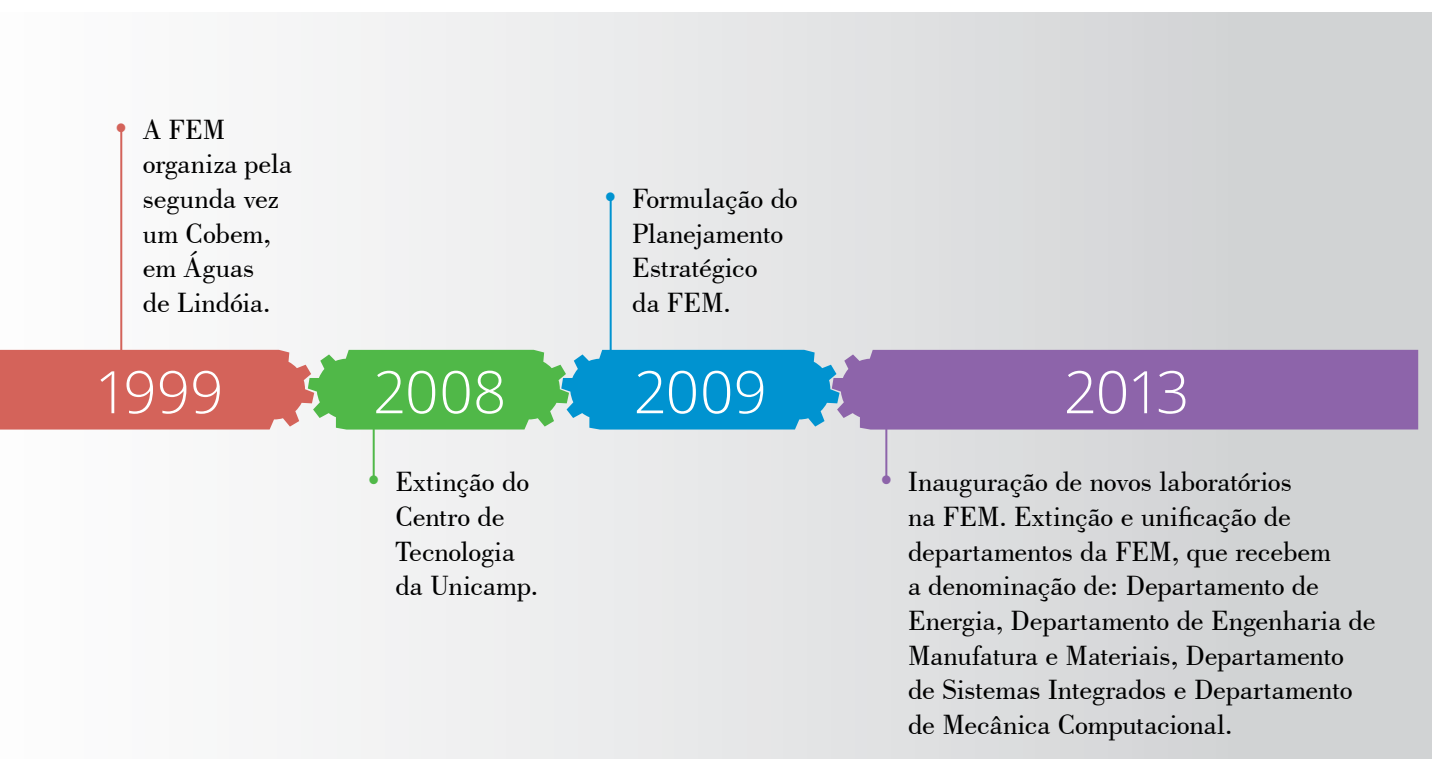 A FEM
organiza pela
segunda vez
um Cobem,
em Águas
de Lindóia.
1999
2008
Extinção do
Centro de
Tecnologia
da Unicamp.
Formulação do
Planejamento
Estratégico
da FEM.
2009
2013
Inauguração de novos laboratórios
na FEM. Extinção e unificação de
departamentos da FEM, que recebem
a denominação de: Departamento de
Energia, Departamento de Engenharia de
Manufatura e Materiais, Departamento
de Sistemas Integrados e Departamento
de Mecânica Computacional.